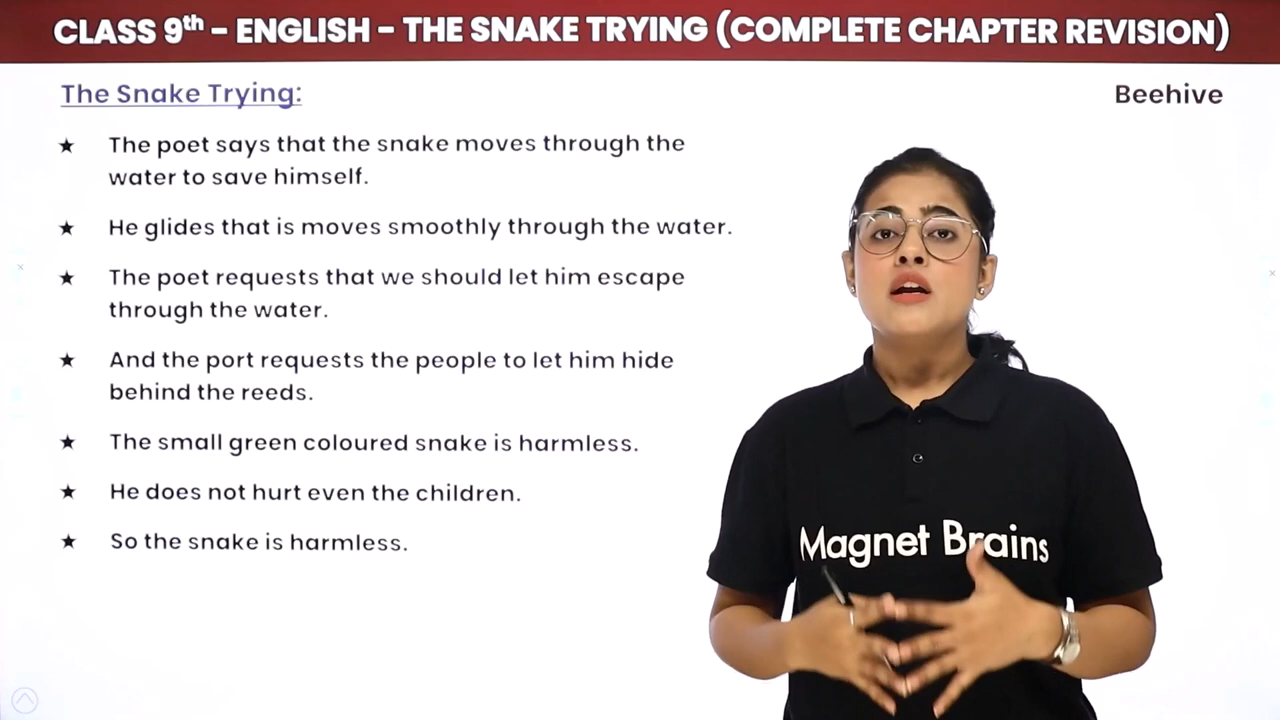 CLASS 9th – ENGLISH – THE SNAKE TRYING (COMPLETE CHAPTER REVISION)
The Snake Trying:
Beehive
★ The poet says that the snake moves through the
water to save himself.
★ He glides that is moves smoothly through the water.
★ The poet requests that we should let him escape
through the water.
★ And the port requests the people to let him hide
behind the reeds.
★ The small green coloured snake is harmless.
★ He does not hurt even the children.
★ So the snake is harmless.
Magnet Brains